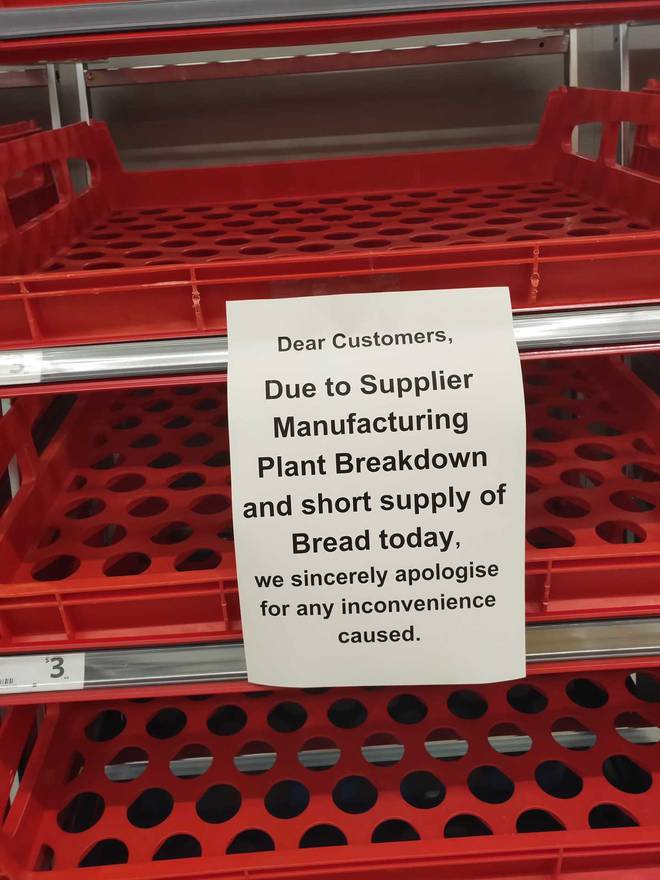 Dear Customers,
Due to Supplier
Manufacturing
Plant Breakdown
and short supply of
Bread today,
we sincerely apologise
for any inconvenience
caused.
$3